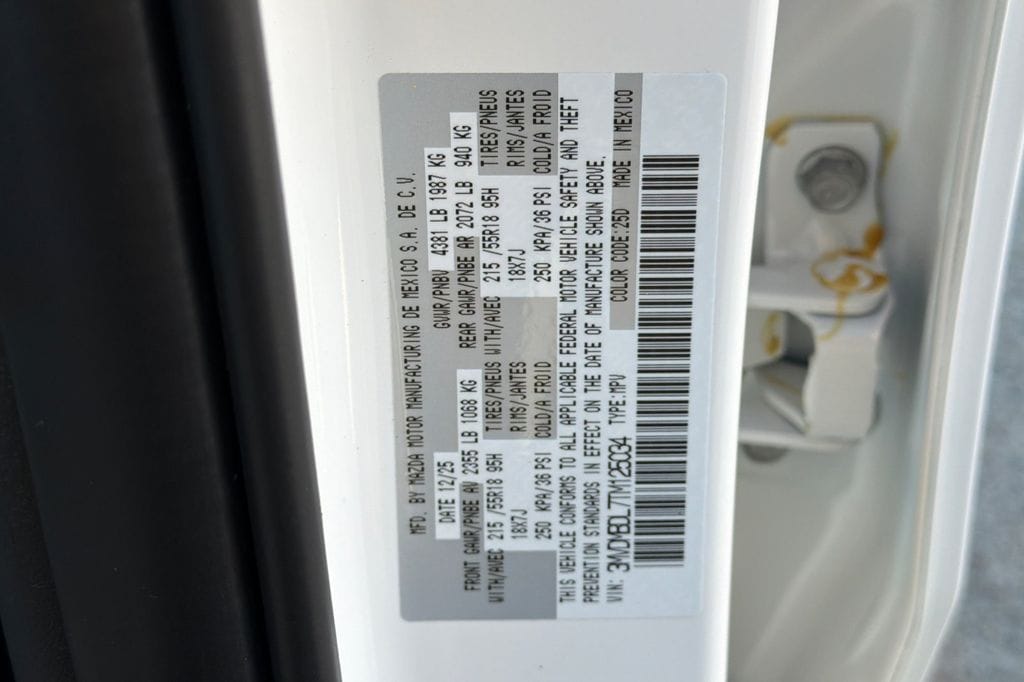 MFD. BY MAZDA MOTOR MANUFACTURING DE MEXICO S.A. DE C.V.
DATE 12/25 GVWR/PNBV 4381 LB 1987 KG
FRONT GAWR/PNBE AV 2355 LB 1068 KG REAR GAWR/PNBE AR 2072 LB 940 KG
WITH/AVEC 215 /55R18 95H TIRES/PNEUS WITH/AVEC 215 /55R18 95H TIRES/PNEUS
18X7J RIMS/JANTES 18X7J RIMS/JANTES
250 KPA/36 PSI COLD/A FROID 250 KPA/36 PSI COLD/A FROID
THIS VEHICLE CONFORMS TO ALL APPLICABLE FEDERAL MOTOR VEHICLE SAFETY AND THEFT
PREVENTION STANDARDS IN EFFECT ON THE DATE OF MANUFACTURE SHOWN ABOVE.
VIN: 3MVDMBDL7TM125034 TYPE:MPV COLOR CODE:25D MADE IN MEXICO